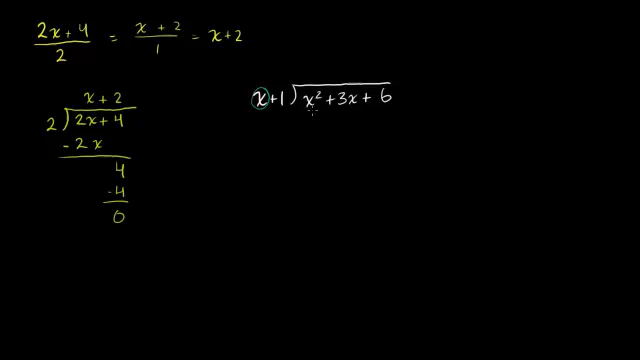 2x+4/2 = x+2/1 = x+2
x + 2
2 ) 2x + 4
- 2x
4
-4
0
x+1 ) x² + 3x + 6